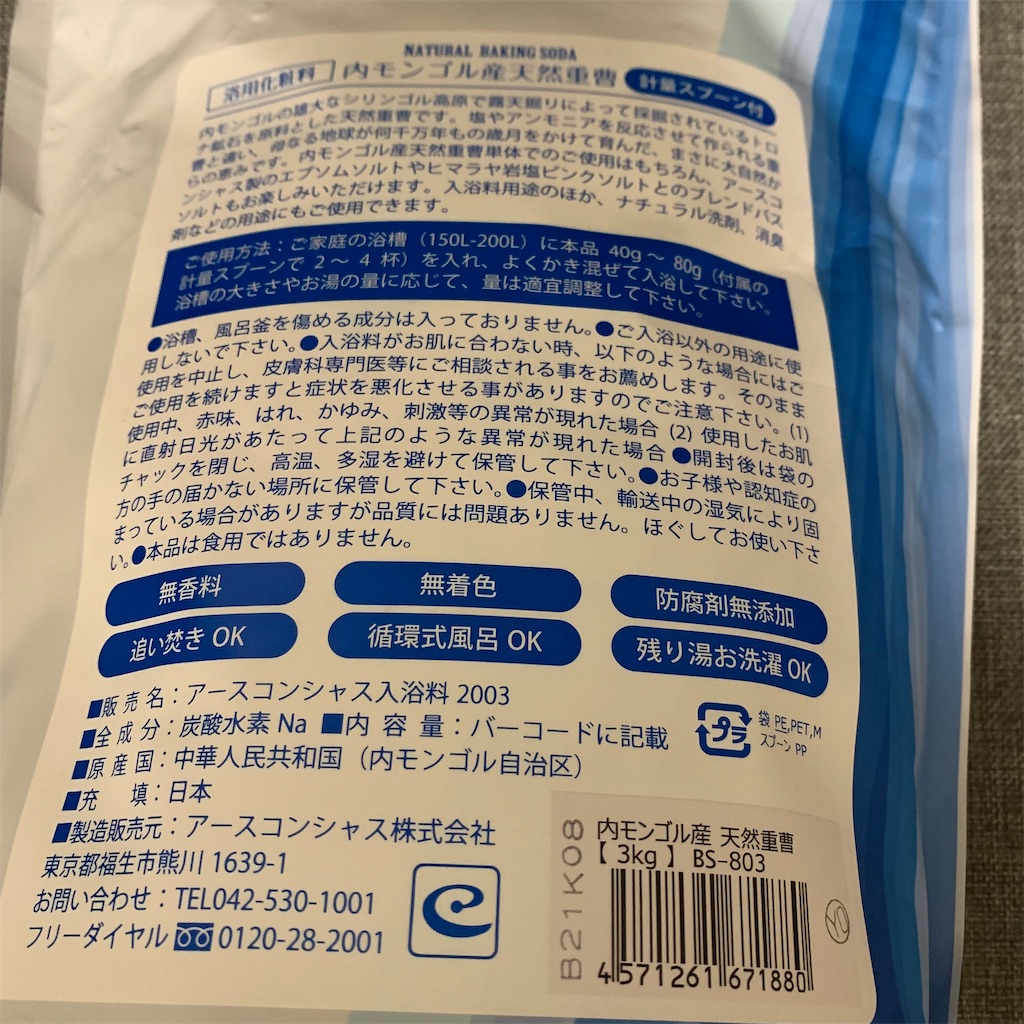 NATURAL BAKING SODA
浴用化粧料 内モンゴル産天然重曹 計量スプーン付
内モンゴルの雄大なシリンゴル高原で露天掘りによって採掘されているトロ
ナ鉱石を原料とした天然重曹です。塩やアンモニアを反応させて作られる重
曹と違い、母なる地球が何千万年もの歳月をかけて育んだ、まさに大自然か
らの恵みです。内モンゴル産天然重曹単体でのご使用はもちろん、アースコ
ンシャス製のエプソムソルトやヒマラヤ岩塩ピンクソルトとのブレンドバス
ソルトもお楽しみいただけます。入浴料用途のほか、ナチュラル洗剤、消臭
剤などの用途にもご使用できます。
ご使用方法：ご家庭の浴槽（150L-200L）に本品 40g～ 80g（付属の
計量スプーンで 2～ 4 杯）を入れ、よくかき混ぜて入浴して下さい。
浴槽の大きさやお湯の量に応じて、量は適宜調整して下さい。
●浴槽、風呂釜を傷める成分は入っておりません。●ご入浴以外の用途に使
用しないで下さい。●入浴料がお肌に合わない時、以下のような場合にはご
使用を中止し、皮膚科専門医等にご相談される事をお薦めします。そのまま
ご使用を続けますと症状を悪化させる事がありますのでご注意下さい。(1)
使用中、赤味、はれ、かゆみ、刺激等の異常が現れた場合 (2) 使用したお肌
に直射日光があたって上記のような異常が現れた場合 ●開封後は袋の
チャックを閉じ、高温、多湿を避けて保管して下さい。●お子様や認知症の
方の手の届かない場所に保管して下さい。●保管中、輸送中の湿気により固
まっている場合がありますが品質には問題ありません。ほぐしてお使い下さ
い。●本品は食用ではありません。
無香料 無着色 防腐剤無添加
追い焚き OK 循環式風呂 OK 残り湯お洗濯 OK
■販売名：アースコンシャス入浴料 2003
■全成分：炭酸水素 Na ■内容量：バーコードに記載
■原産国：中華人民共和国（内モンゴル自治区）
■充填：日本
■製造販売元：アースコンシャス株式会社
東京都福生市熊川 1639-1
お問い合わせ：TEL042-530-1001
フリーダイヤル 0120-28-2001
プラ
袋 PE,PET,M
スプーン PP
B21K08
内モンゴル産 天然重曹
【 3kg 】 BS-803
YO
4571261671880